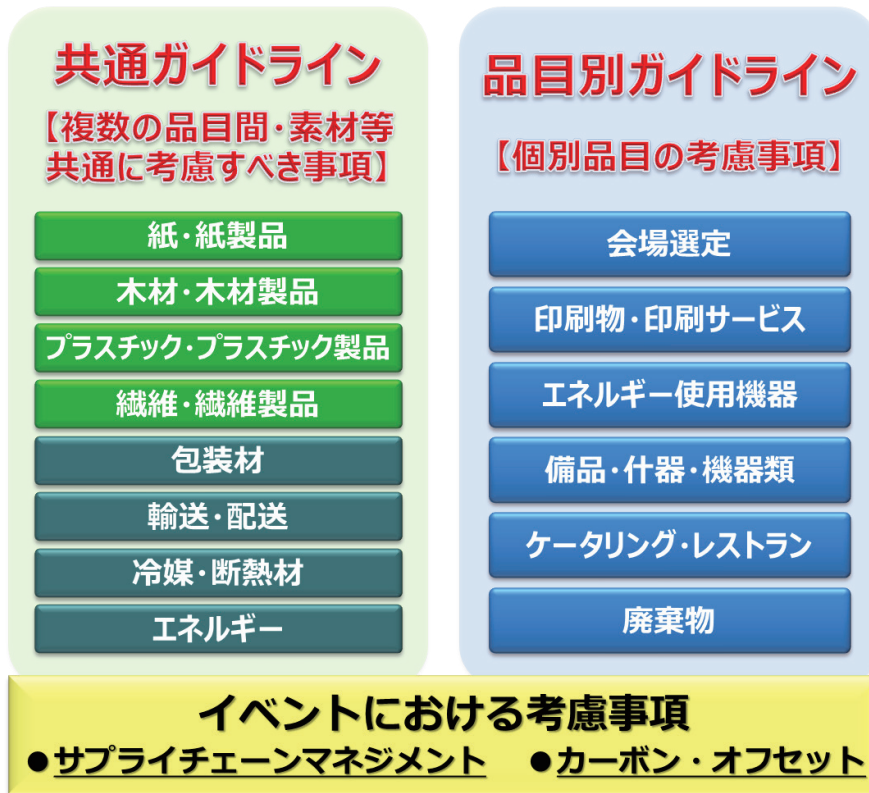 共通ガイドライン
【複数の品目間・素材等
共通に考慮すべき事項】
紙・紙製品
木材・木材製品
プラスチック・プラスチック製品
繊維・繊維製品
包装材
輸送・配送
冷媒・断熱材
エネルギー
品目別ガイドライン
【個別品目の考慮事項】
会場選定
印刷物・印刷サービス
エネルギー使用機器
備品・什器・機器類
ケータリング・レストラン
廃棄物
イベントにおける考慮事項
●サプライチェーンマネジメント ●カーボン・オフセット